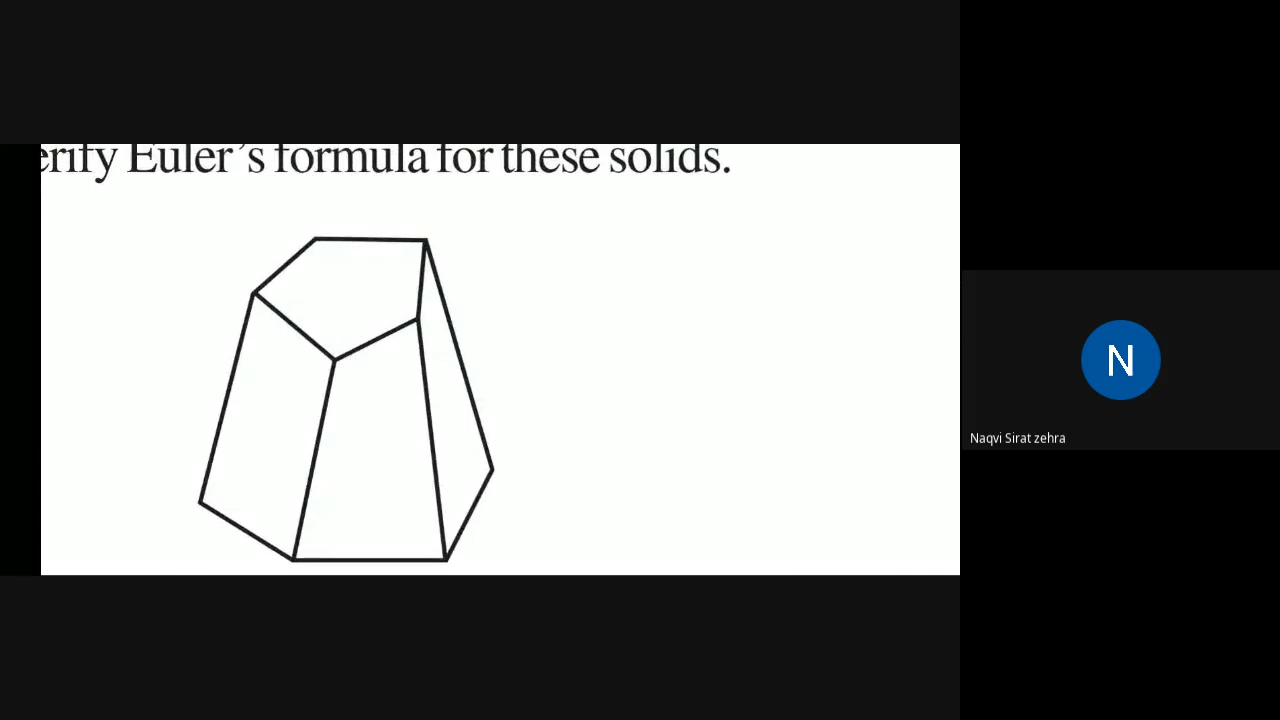 erify Euler's formula for these solids.
N
Naqvi Sirat zehra